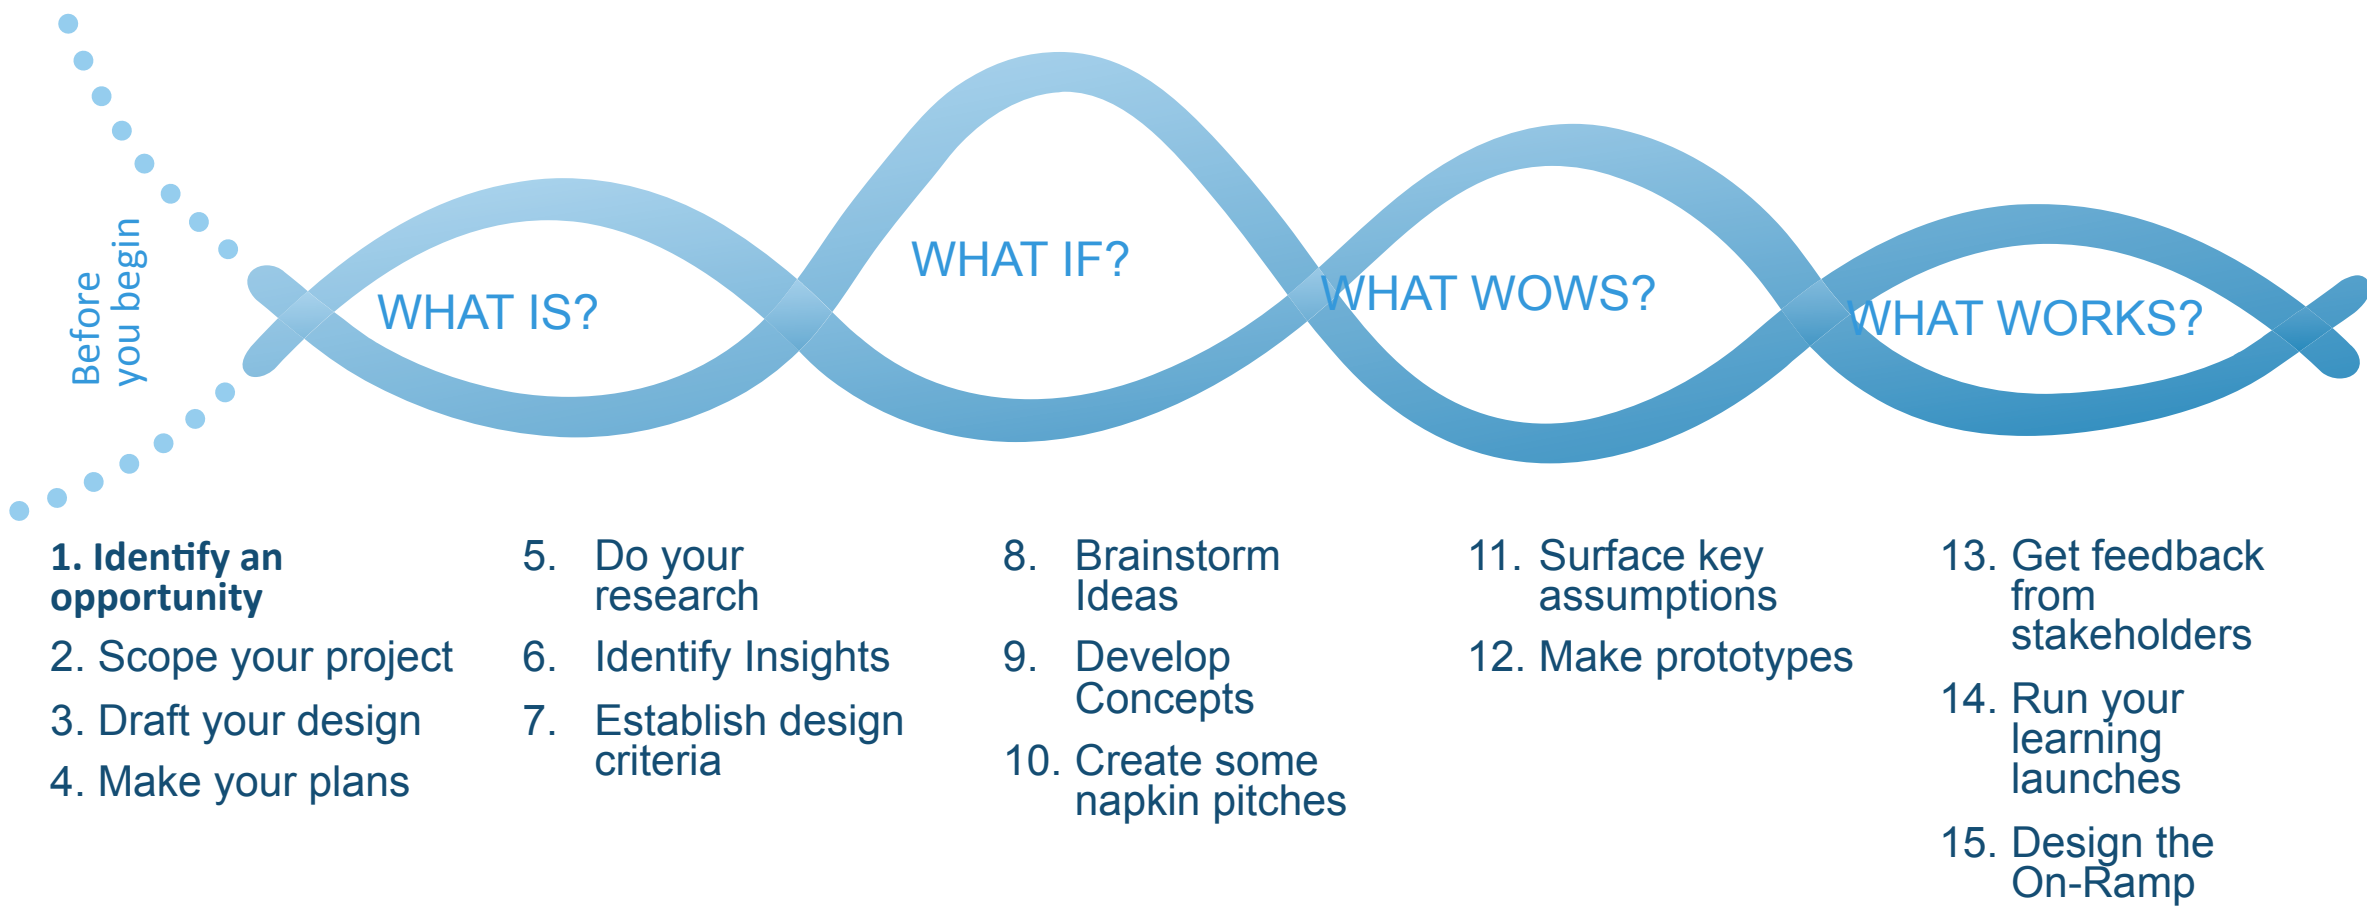 Before
you begin
WHAT IS?
WHAT IF?
WHAT WOWS?
WHAT WORKS?
1. Identify an
opportunity
2. Scope your project
3. Draft your design
4. Make your plans
5. Do your
research
6. Identify Insights
7. Establish design
criteria
8. Brainstorm
Ideas
9. Develop
Concepts
10. Create some
napkin pitches
11. Surface key
assumptions
12. Make prototypes
13. Get feedback
from
stakeholders
14. Run your
learning
launches
15. Design the
On-Ramp